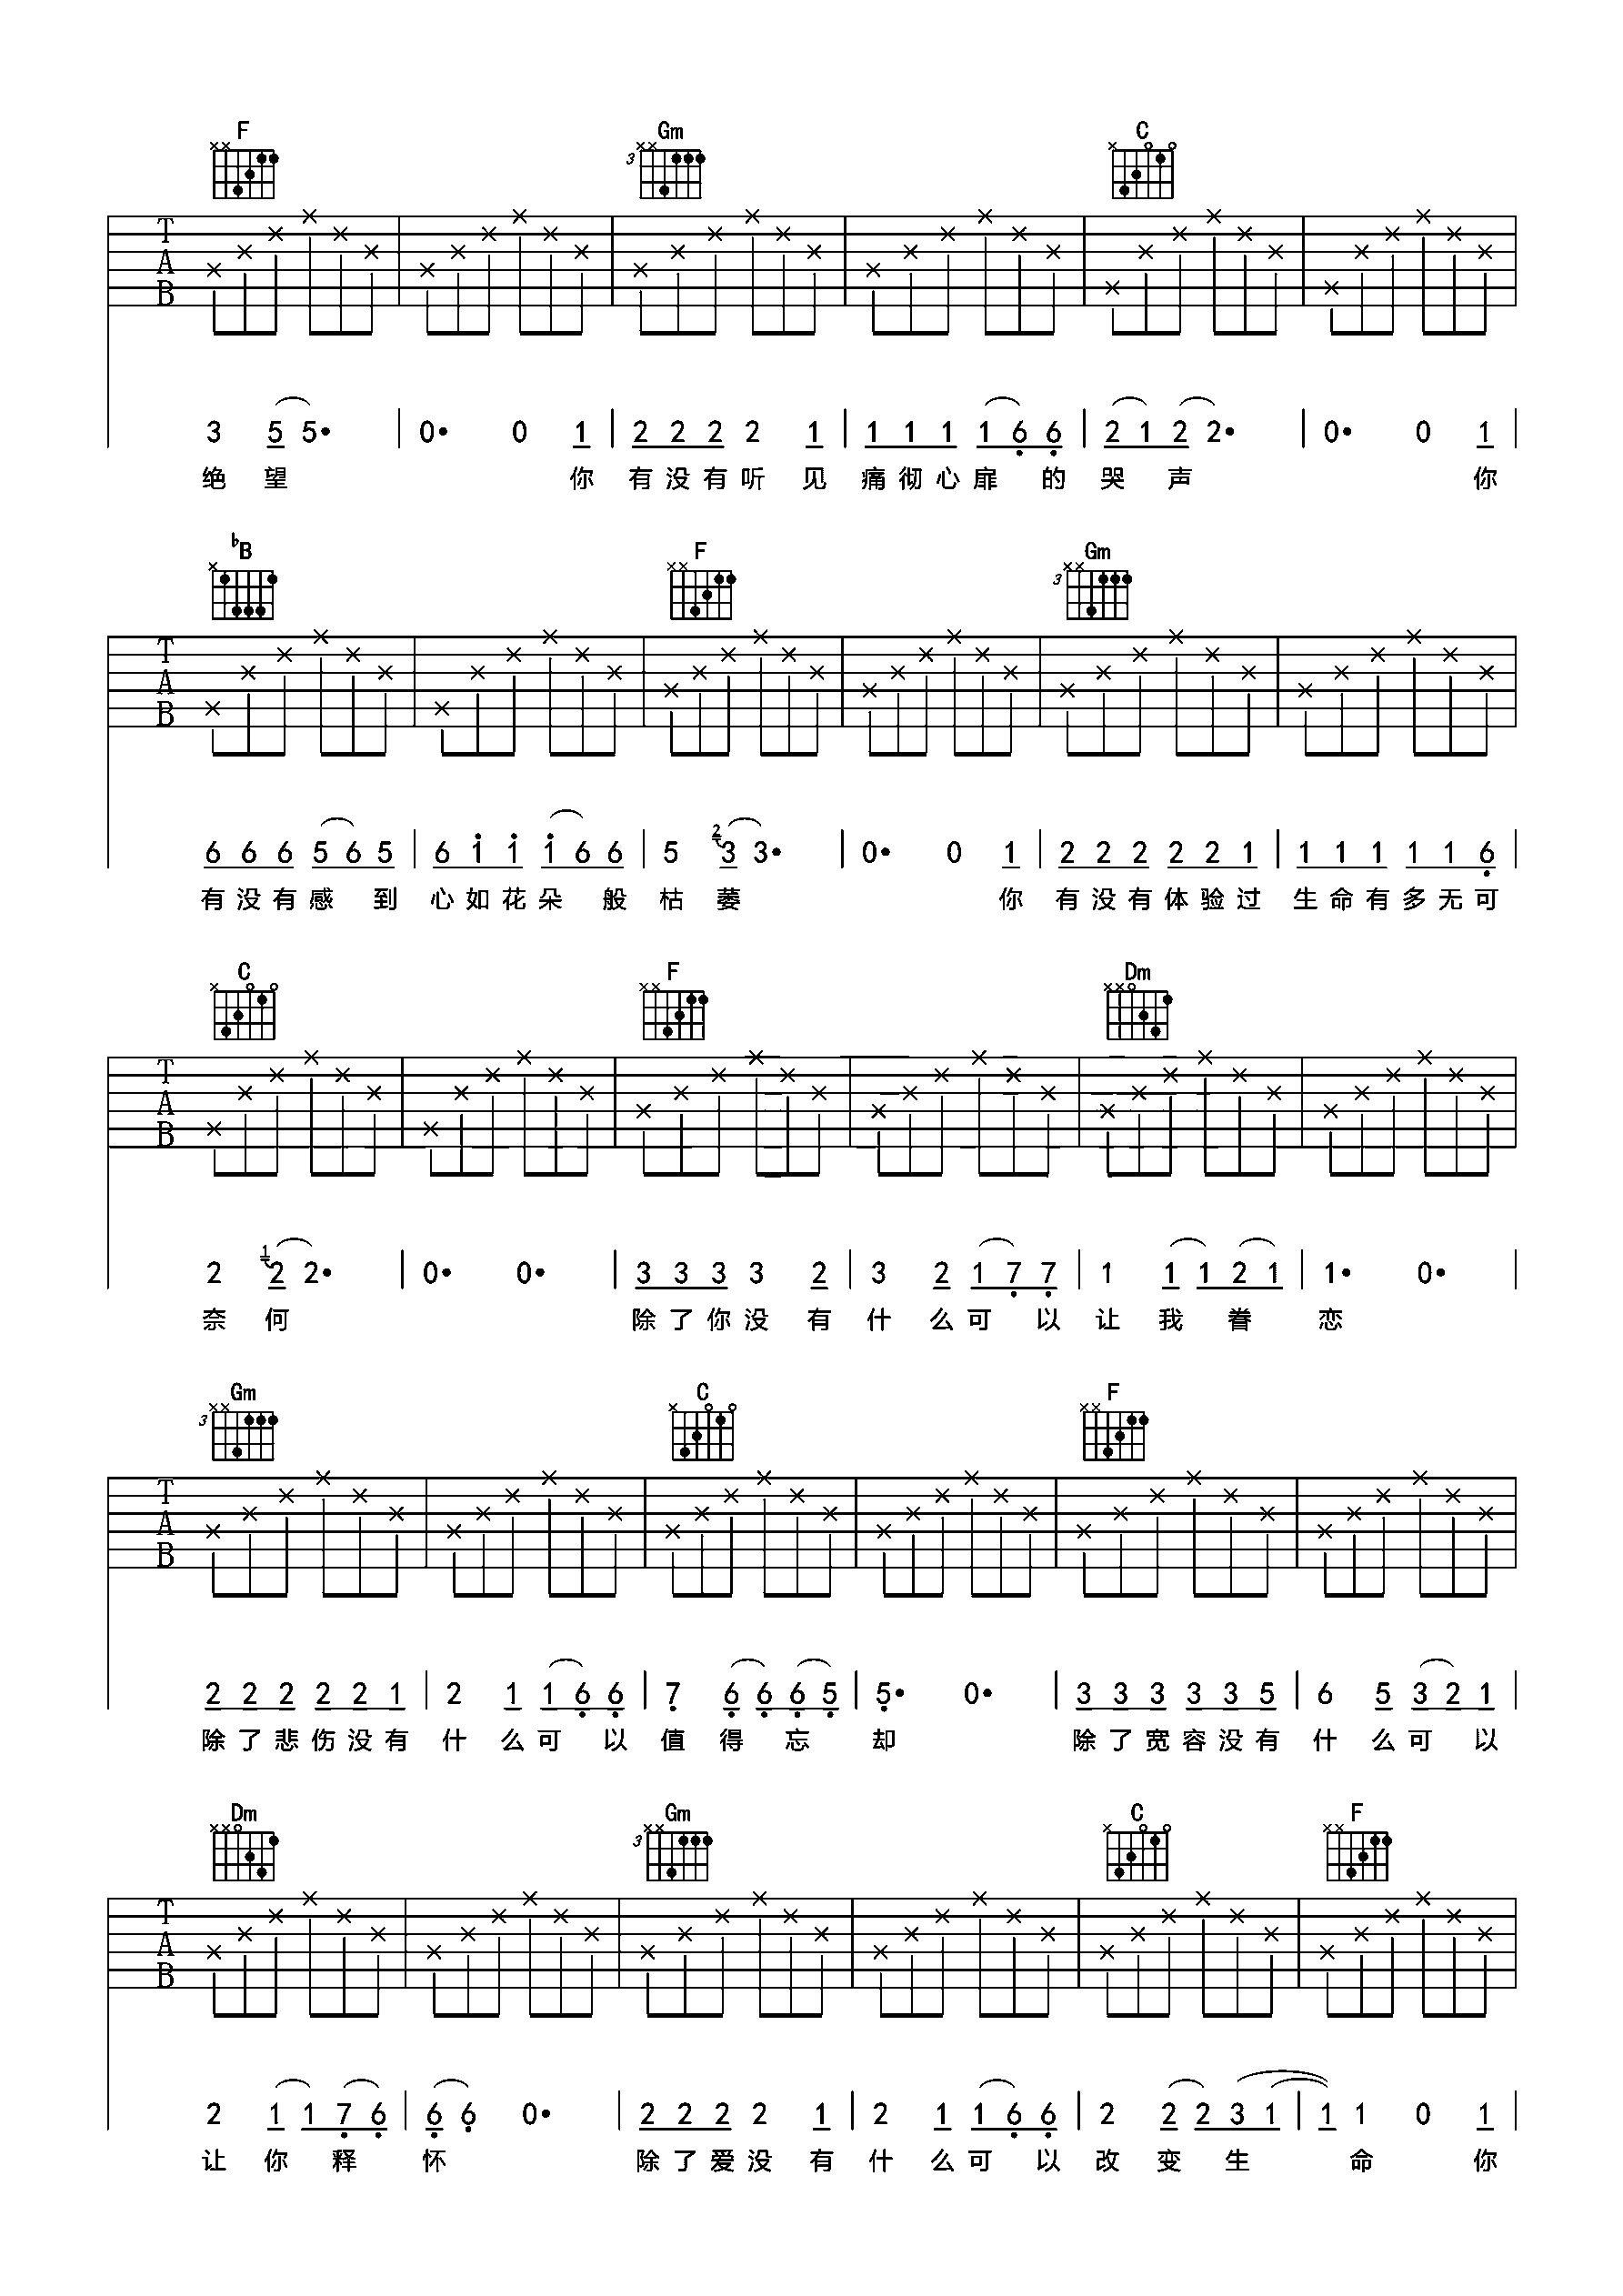 F Gm C
3 3
T A B
3 5 5• | 0• 0 1 | 2 2 2 2 1 | 1 1 1 1 6 6 | 2 1 2 2• | 0• 0 1 |
绝 望 你 有 没 有 听 见 痛 彻 心 扉 的 哭 声 你
♭B F Gm
3
T A B
6 6 6 5 6 5 | 6 1 1 1 6 6 | 5 2 3 3• | 0• 0 1 | 2 2 2 2 2 1 | 1 1 1 1 1 6 |
有 没 有 感 到 心 如 花 朵 般 枯 萎 你 有 没 有 体 验 过 生 命 有 多 无 可
C F Dm
T A B
2 1 2 2• | 0• 0• | 3 3 3 3 2 | 3 2 1 7 7 | 1 1 1 2 1 | 1• 0• |
奈 何 除 了 你 没 有 什 么 可 以 让 我 眷 恋
Gm C F
3
T A B
2 2 2 2 2 1 | 2 1 1 6 6 | 7 6 6 6 5 | 5• 0• | 3 3 3 3 3 5 | 6 5 3 2 1 |
除 了 悲 伤 没 有 什 么 可 以 值 得 忘 却 除 了 宽 容 没 有 什 么 可 以
Dm Gm C F
3
T A B
2 1 1 7 6 | 6 6 0• | 2 2 2 2 1 | 2 1 1 6 6 | 2 2 2 3 1 | 1 1 0 1 |
让 你 释 怀 除 了 爱 没 有 什 么 可 以 改 变 生 命 你